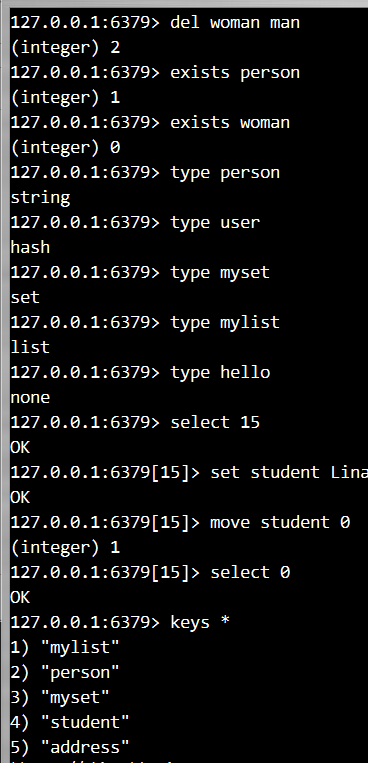 127.0.0.1:6379> del woman man
(integer) 2
127.0.0.1:6379> exists person
(integer) 1
127.0.0.1:6379> exists woman
(integer) 0
127.0.0.1:6379> type person
string
127.0.0.1:6379> type user
hash
127.0.0.1:6379> type myset
set
127.0.0.1:6379> type mylist
list
127.0.0.1:6379> type hello
none
127.0.0.1:6379> select 15
OK
127.0.0.1:6379[15]> set student Lina
OK
127.0.0.1:6379[15]> move student 0
(integer) 1
127.0.0.1:6379[15]> select 0
OK
127.0.0.1:6379> keys *
1) "mylist"
2) "person"
3) "myset"
4) "student"
5) "address"